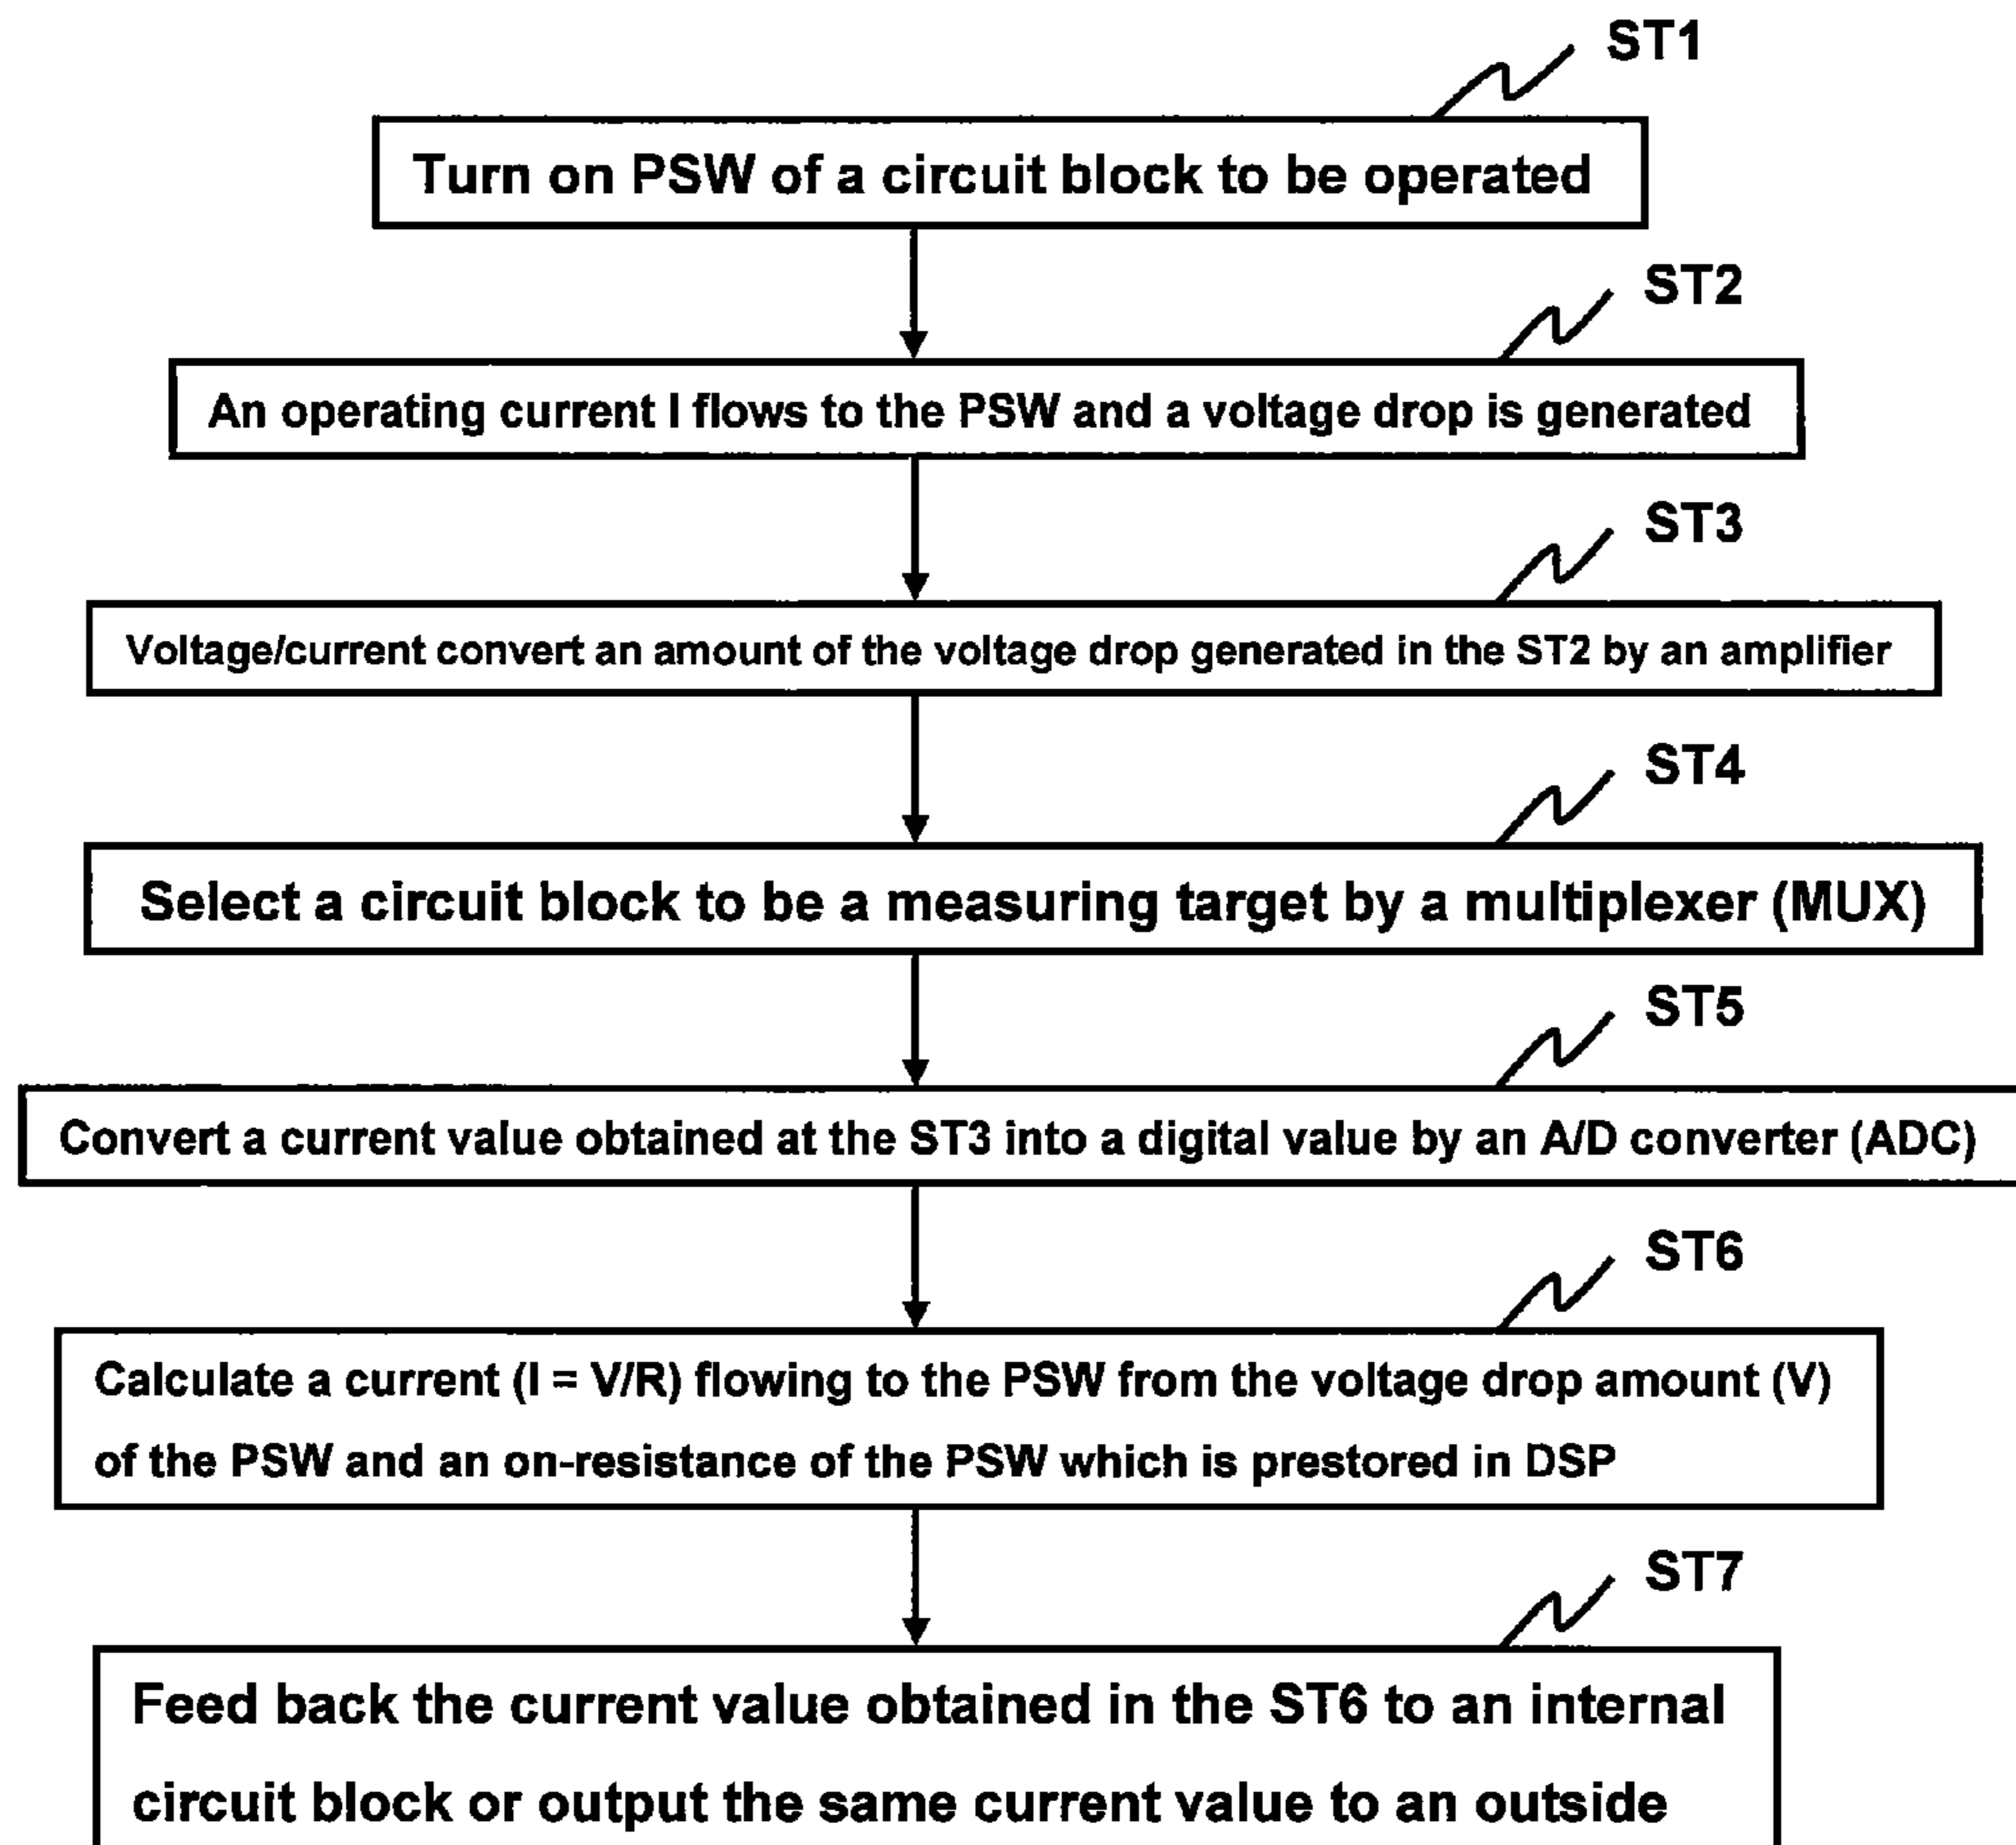 ST1
Turn on PSW of a circuit block to be operated
ST2
An operating current I flows to the PSW and a voltage drop is generated
ST3
Voltage/current convert an amount of the voltage drop generated in the ST2 by an amplifier
ST4
Select a circuit block to be a measuring target by a multiplexer (MUX)
ST5
Convert a current value obtained at the ST3 into a digital value by an A/D converter (ADC)
ST6
Calculate a current (I = V/R) flowing to the PSW from the voltage drop amount (V)
of the PSW and an on-resistance of the PSW which is prestored in DSP
ST7
Feed back the current value obtained in the ST6 to an internal
circuit block or output the same current value to an outside